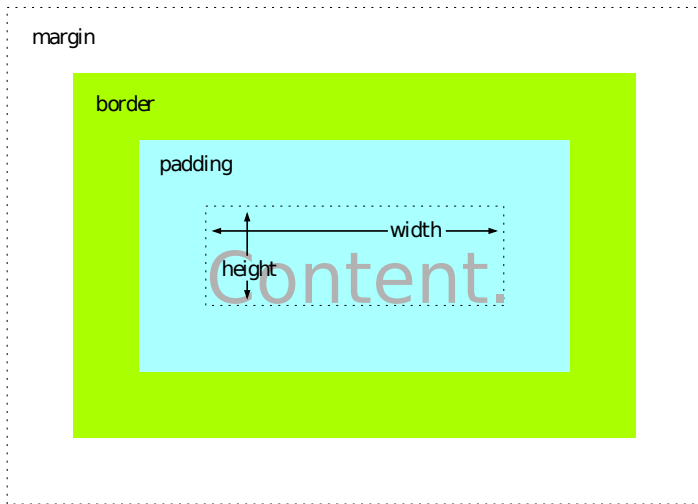 margin
border
padding
width
height
Content.